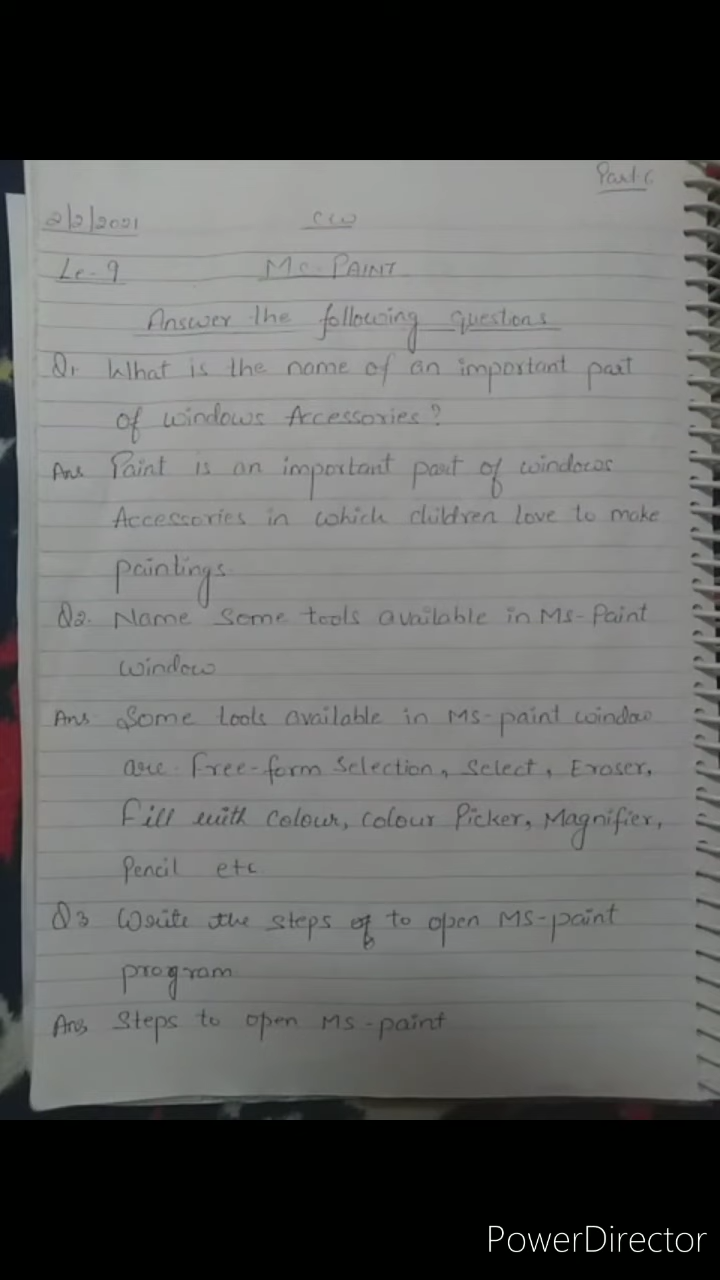 Part-6
2/2/2021 CW
Le-9 MS-PAINT
Answer the following questions
Q1 What is the name of an important part
of windows Accessories?
Ans Paint is an important part of windows
Accessories in which children love to make
paintings.
Q2. Name some tools available in Ms-Paint
window
Ans. Some tools available in MS-paint window
are. Free-form Selection, Select, Eraser,
Fill with colour, colour Picker, Magnifier,
Pencil etc
Q3 Write the steps of to open MS-paint
program
Ans Steps to open MS-paint
PowerDirector